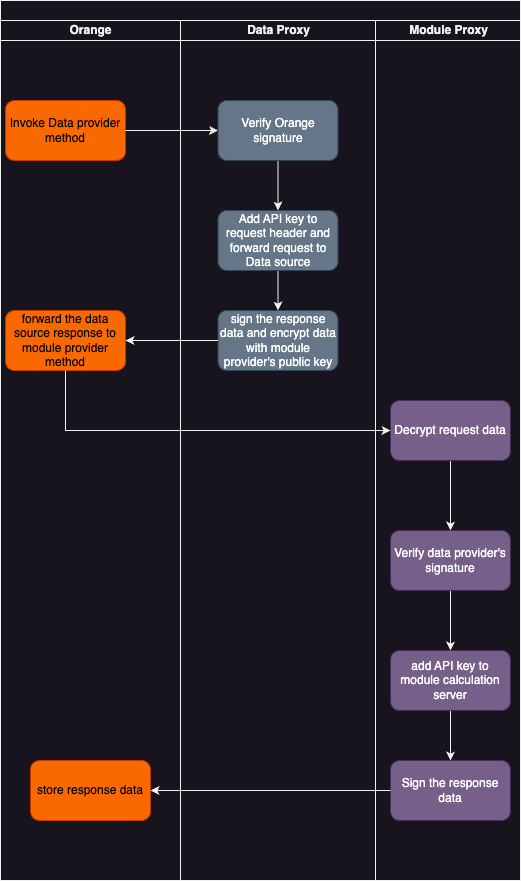 Orange
Data Proxy
Module Proxy
Invoke Data provider
method
Verify Orange
signature
Add API key to
request header and
forward request to
Data source
forward the data
source response to
module provider
method
sign the response
data and encrypt data
with module
provider's public key
Decrypt request data
Verify data provider's
signature
add API key to
module calculation
server
store response data
Sign the response
data